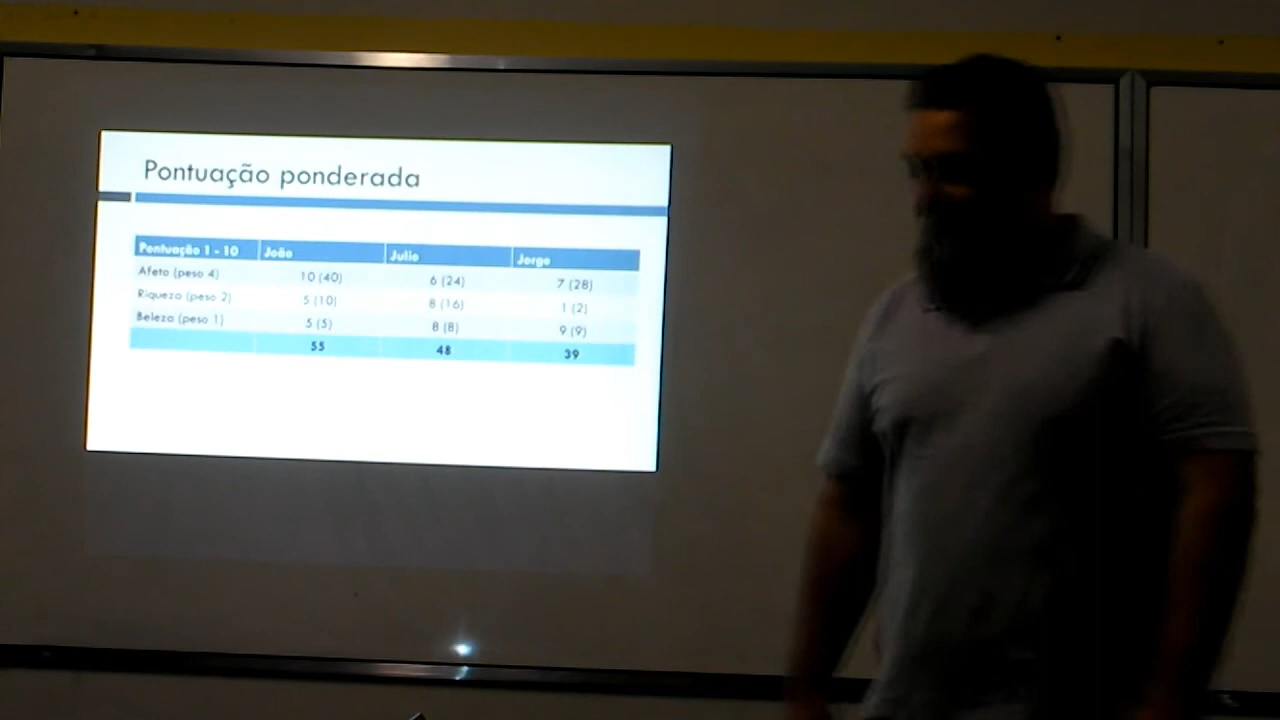 Pontuação ponderada
Pontuação 1 - 10 João Julio Jorge
Afeto (peso 4) 10 (40) 6 (24) 7 (28)
Riqueza (peso 2) 5 (10) 8 (16) 1 (2)
Beleza (peso 1) 5 (5) 8 (8) 9 (9)
55 48 39